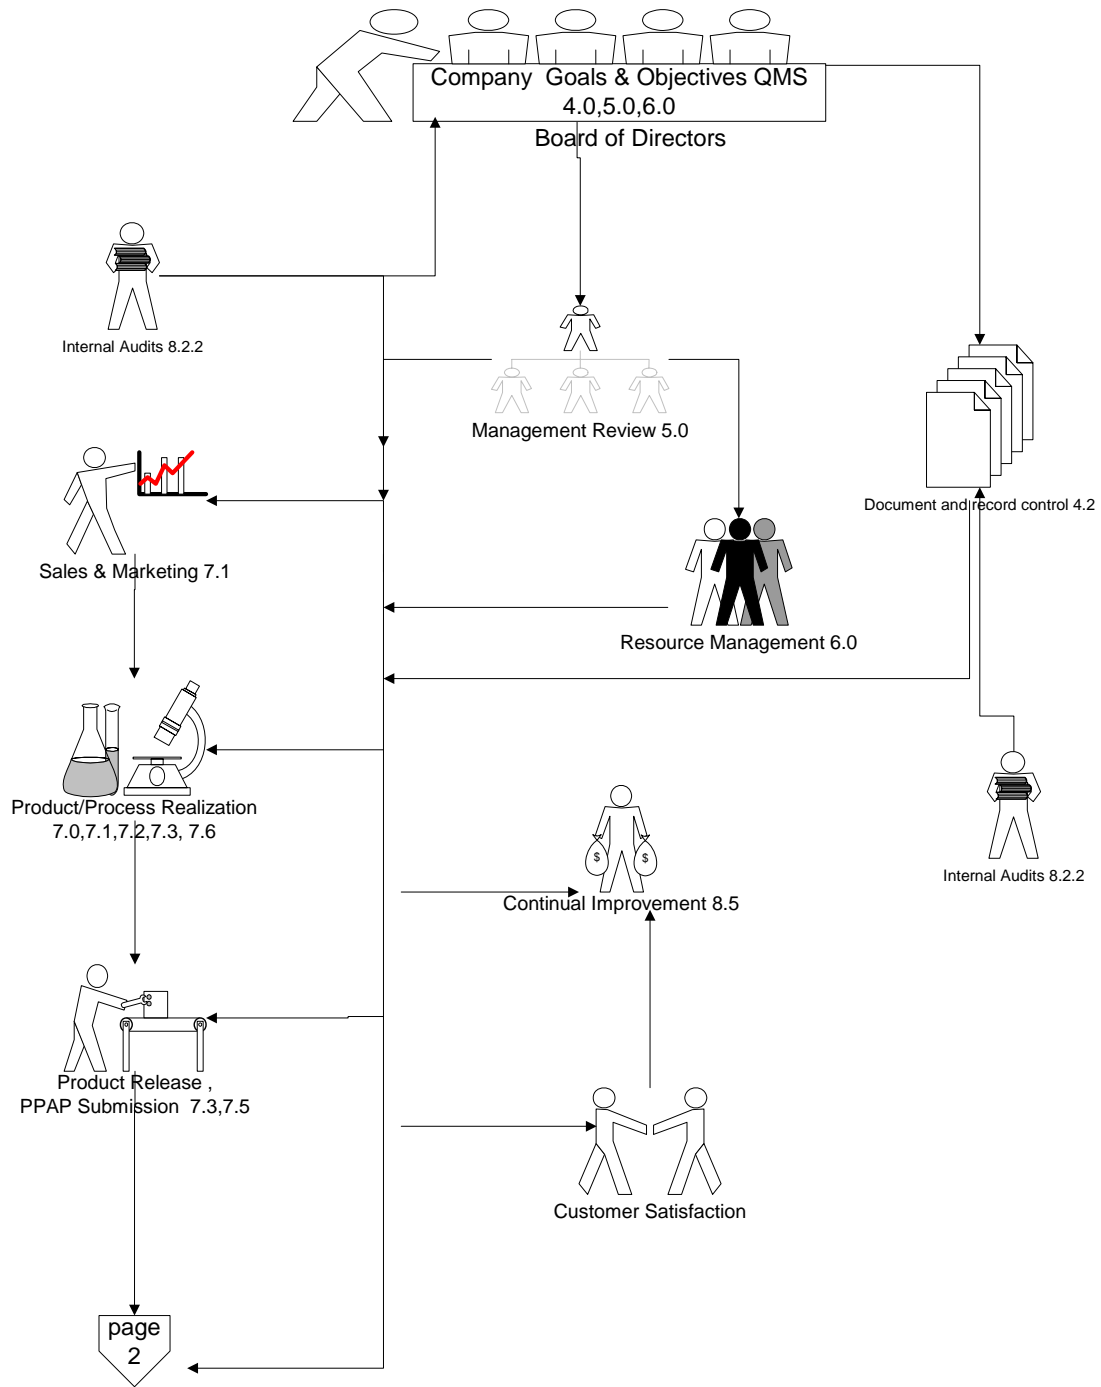 Company  Goals & Objectives QMS
4.0,5.0,6.0
Board of Directors
Internal Audits 8.2.2
Management Review 5.0
Document and record control 4.2
Sales & Marketing 7.1
Resource Management 6.0
Product/Process Realization
7.0,7.1,7.2,7.3, 7.6
$ $
Internal Audits 8.2.2
Continual Improvement 8.5
Product Release ,
PPAP Submission  7.3,7.5
Customer Satisfaction
page
2